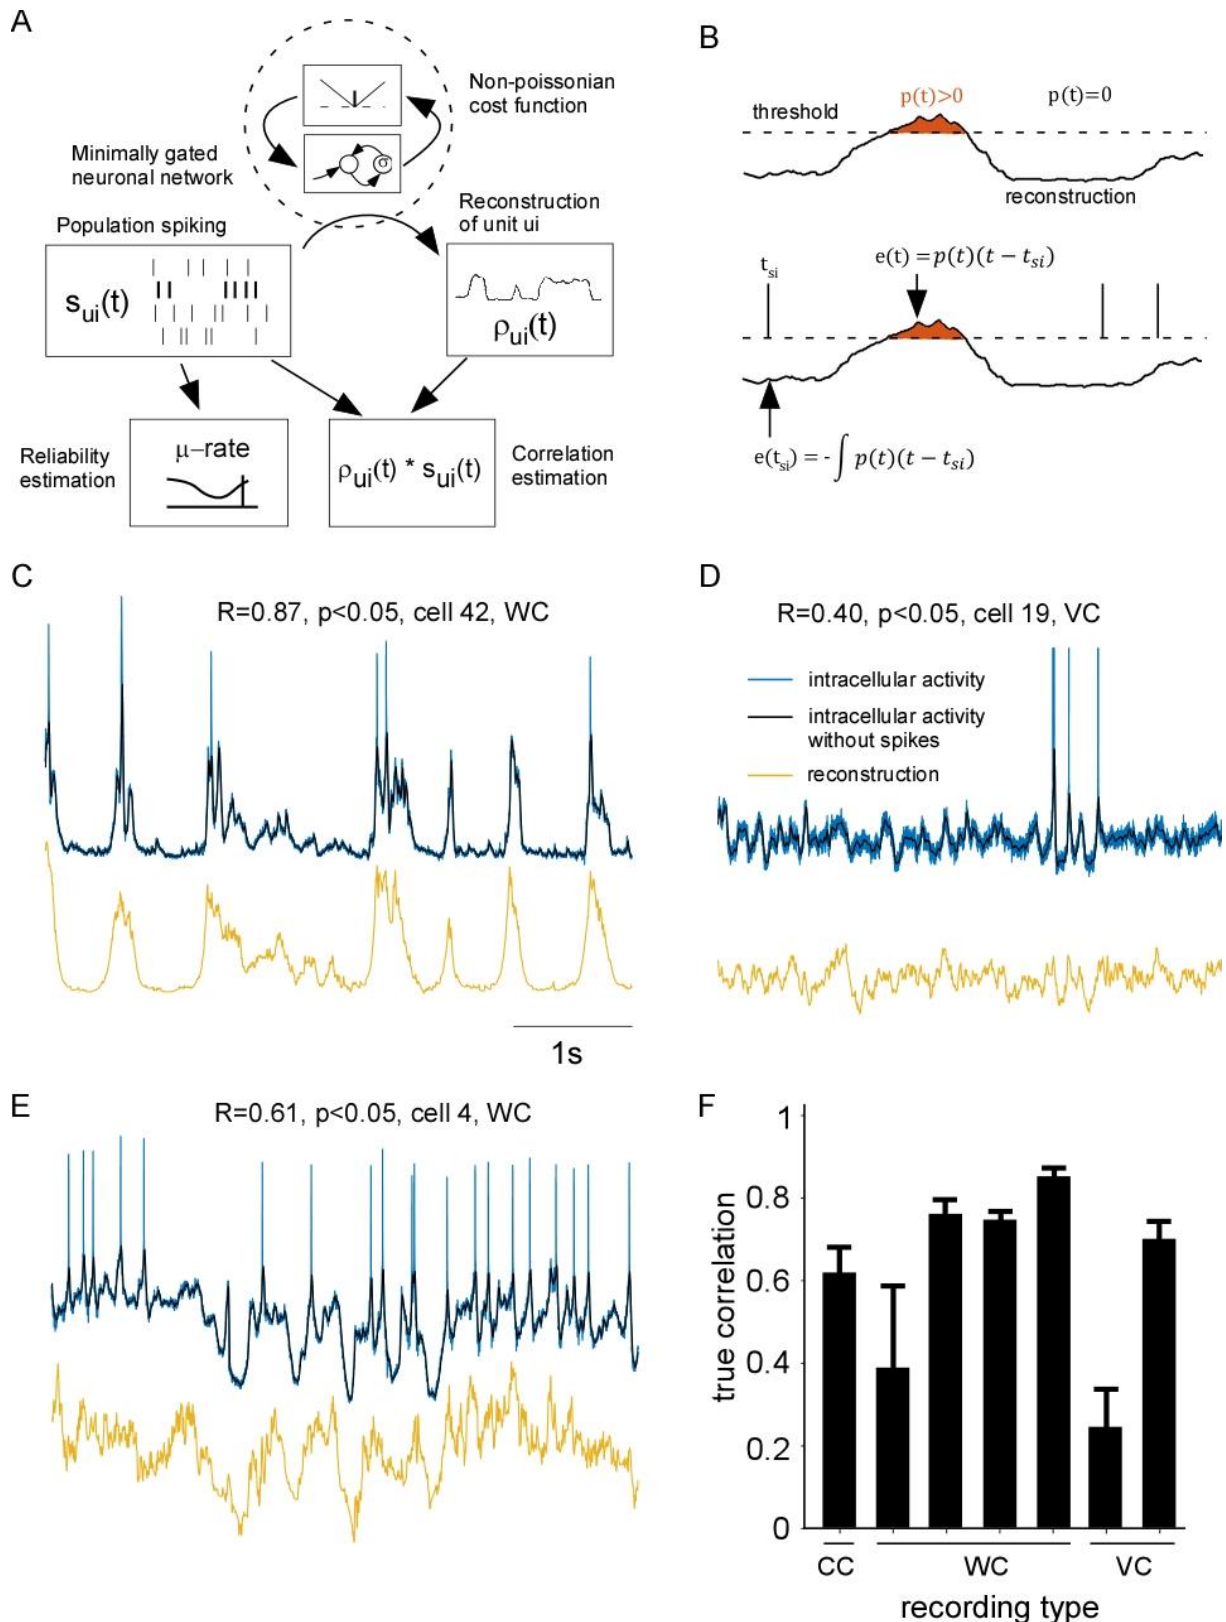 A
Non-poissonian
cost function
Minimally gated
neuronal network
σ
Population spiking
Reconstruction
of unit ui
s_ui(t)
ρ_ui(t)
Reliability
estimation
μ–rate
ρ_ui(t) * s_ui(t)
Correlation
estimation
B
threshold
p(t)>0
p(t)=0
reconstruction
t_si
e(t) = p(t)(t − t_si)
e(t_si) = -∫ p(t)(t − t_si)
C
R=0.87, p<0.05, cell 42, WC
1s
D
R=0.40, p<0.05, cell 19, VC
intracellular activity
intracellular activity
without spikes
reconstruction
E
R=0.61, p<0.05, cell 4, WC
F
true correlation
1
0.8
0.6
0.4
0.2
0
CC
WC
VC
recording type